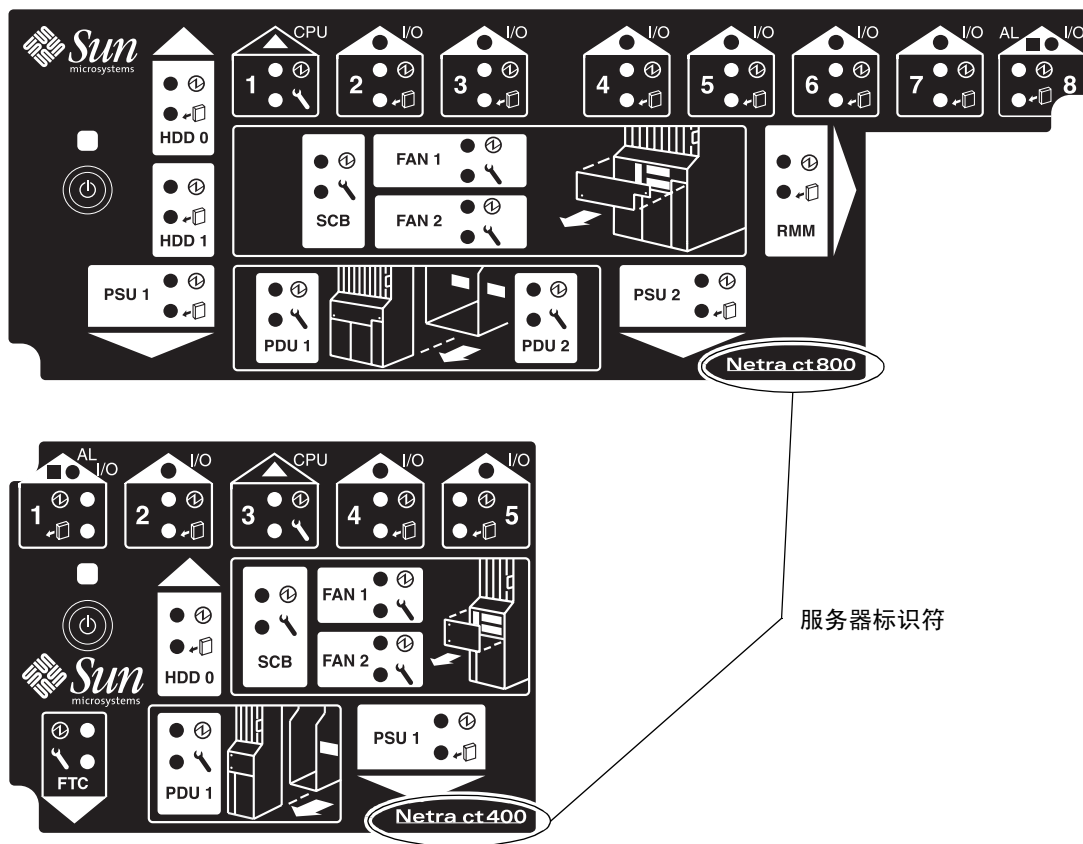 Sun
microsystems
CPU I/O I/O I/O I/O I/O I/O AL I/O
1 2 3 4 5 6 7 8
HDD 0
HDD 1
SCB
FAN 1
FAN 2
RMM
PSU 1
PDU 1
PDU 2
PSU 2
Netra ct800
AL I/O I/O CPU I/O I/O
1 2 3 4 5
HDD 0
SCB
FAN 1
FAN 2
服务器标识符
Sun
microsystems
FTC
PDU 1
PSU 1
Netra ct400